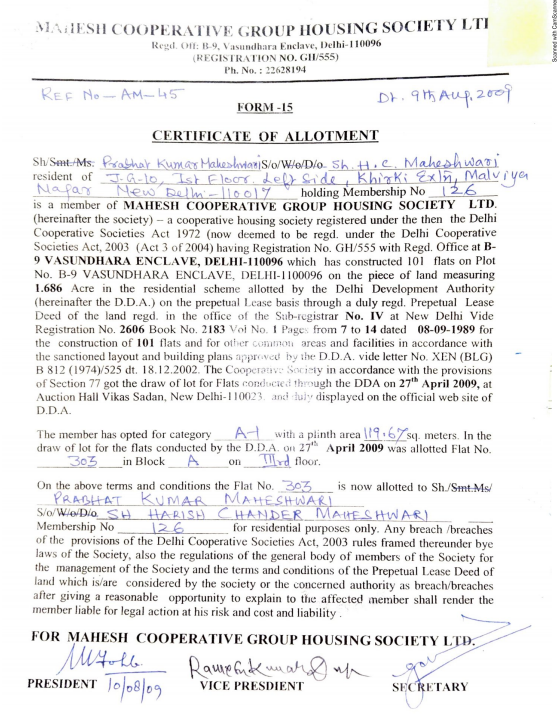 MAHESH COOPERATIVE GROUP HOUSING SOCIETY LTI
Regd. Off: B-9, Vasundhara Enclave, Delhi-110096
(REGISTRATION NO. GH/555)
Ph. No. : 22628194
REF No - AM - 45
Dt. 9th Aug, 2009
FORM -15
CERTIFICATE OF ALLOTMENT
Sh/Smt./Ms. Prabhat Kumar Maheshwari S/o/W/o/D/o Sh. H. C. Maheshwari
resident of J-G-10, Ist Floor. Left Side, Khirki Extn, Malviya
Nagar New Delhi-110017 holding Membership No 126
is a member of MAHESH COOPERATIVE GROUP HOUSING SOCIETY LTD.
(hereinafter the society) – a cooperative housing society registered under the then the Delhi
Cooperative Societies Act 1972 (now deemed to be regd. under the Delhi Cooperative
Societies Act, 2003 (Act 3 of 2004) having Registration No. GH/555 with Regd. Office at B-
9 VASUNDHARA ENCLAVE, DELHI-110096 which has constructed 101 flats on Plot
No. B-9 VASUNDHARA ENCLAVE, DELHI-1100096 on the piece of land measuring
1.686 Acre in the residential scheme allotted by the Delhi Development Authority
(hereinafter the D.D.A.) on the prepetual Lease basis through a duly regd. Prepetual Lease
Deed of the land regd. in the office of the Sub-registrar No. IV at New Delhi Vide
Registration No. 2606 Book No. 2183 Vol No. 1 Pages from 7 to 14 dated 08-09-1989 for
the construction of 101 flats and for other common areas and facilities in accordance with
the sanctioned layout and building plans approved by the D.D.A. vide letter No. XEN (BLG)
B 812 (1974)/525 dt. 18.12.2002. The Cooperative Society in accordance with the provisions
of Section 77 got the draw of lot for Flats conducted through the DDA on 27th April 2009, at
Auction Hall Vikas Sadan, New Delhi-110023. and duly displayed on the official web site of
D.D.A.
The member has opted for category A-1 with a plinth area 119.67 sq. meters. In the
draw of lot for the flats conducted by the D.D.A. on 27th April 2009 was allotted Flat No.
303 in Block A on IIIrd floor.
On the above terms and conditions the Flat No. 303 is now allotted to Sh./Smt.Ms/
PRABHAT KUMAR MAHESHWARI
S/o/W/o/D/o SH HARISH CHANDER MAHESHWARI
Membership No 126 for residential purposes only. Any breach /breaches
of the provisions of the Delhi Cooperative Societies Act, 2003 rules framed thereunder bye
laws of the Society, also the regulations of the general body of members of the Society for
the management of the Society and the terms and conditions of the Prepetual Lease Deed of
land which is/are considered by the society or the concerned authority as breach/breaches
after giving a reasonable opportunity to explain to the affected member shall render the
member liable for legal action at his risk and cost and liability .
FOR MAHESH COOPERATIVE GROUP HOUSING SOCIETY LTD.
PRESIDENT 10/08/09 VICE PRESDIENT SECRETARY
Scanned with CamScanner